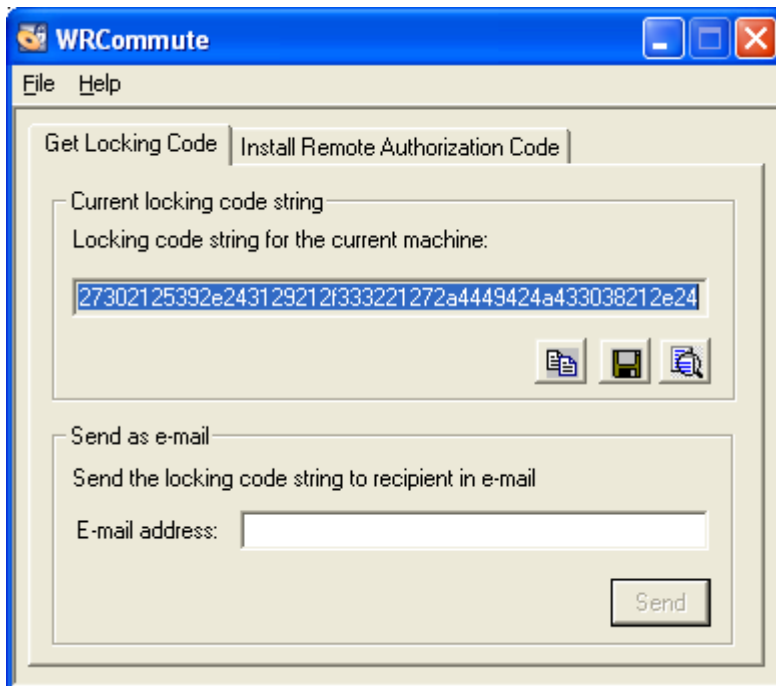 WRCommute
File Help
Get Locking Code Install Remote Authorization Code
Current locking code string
Locking code string for the current machine:
27302125392e243129212f333221272a4449424a433038212e24
Send as e-mail
Send the locking code string to recipient in e-mail
E-mail address:
Send